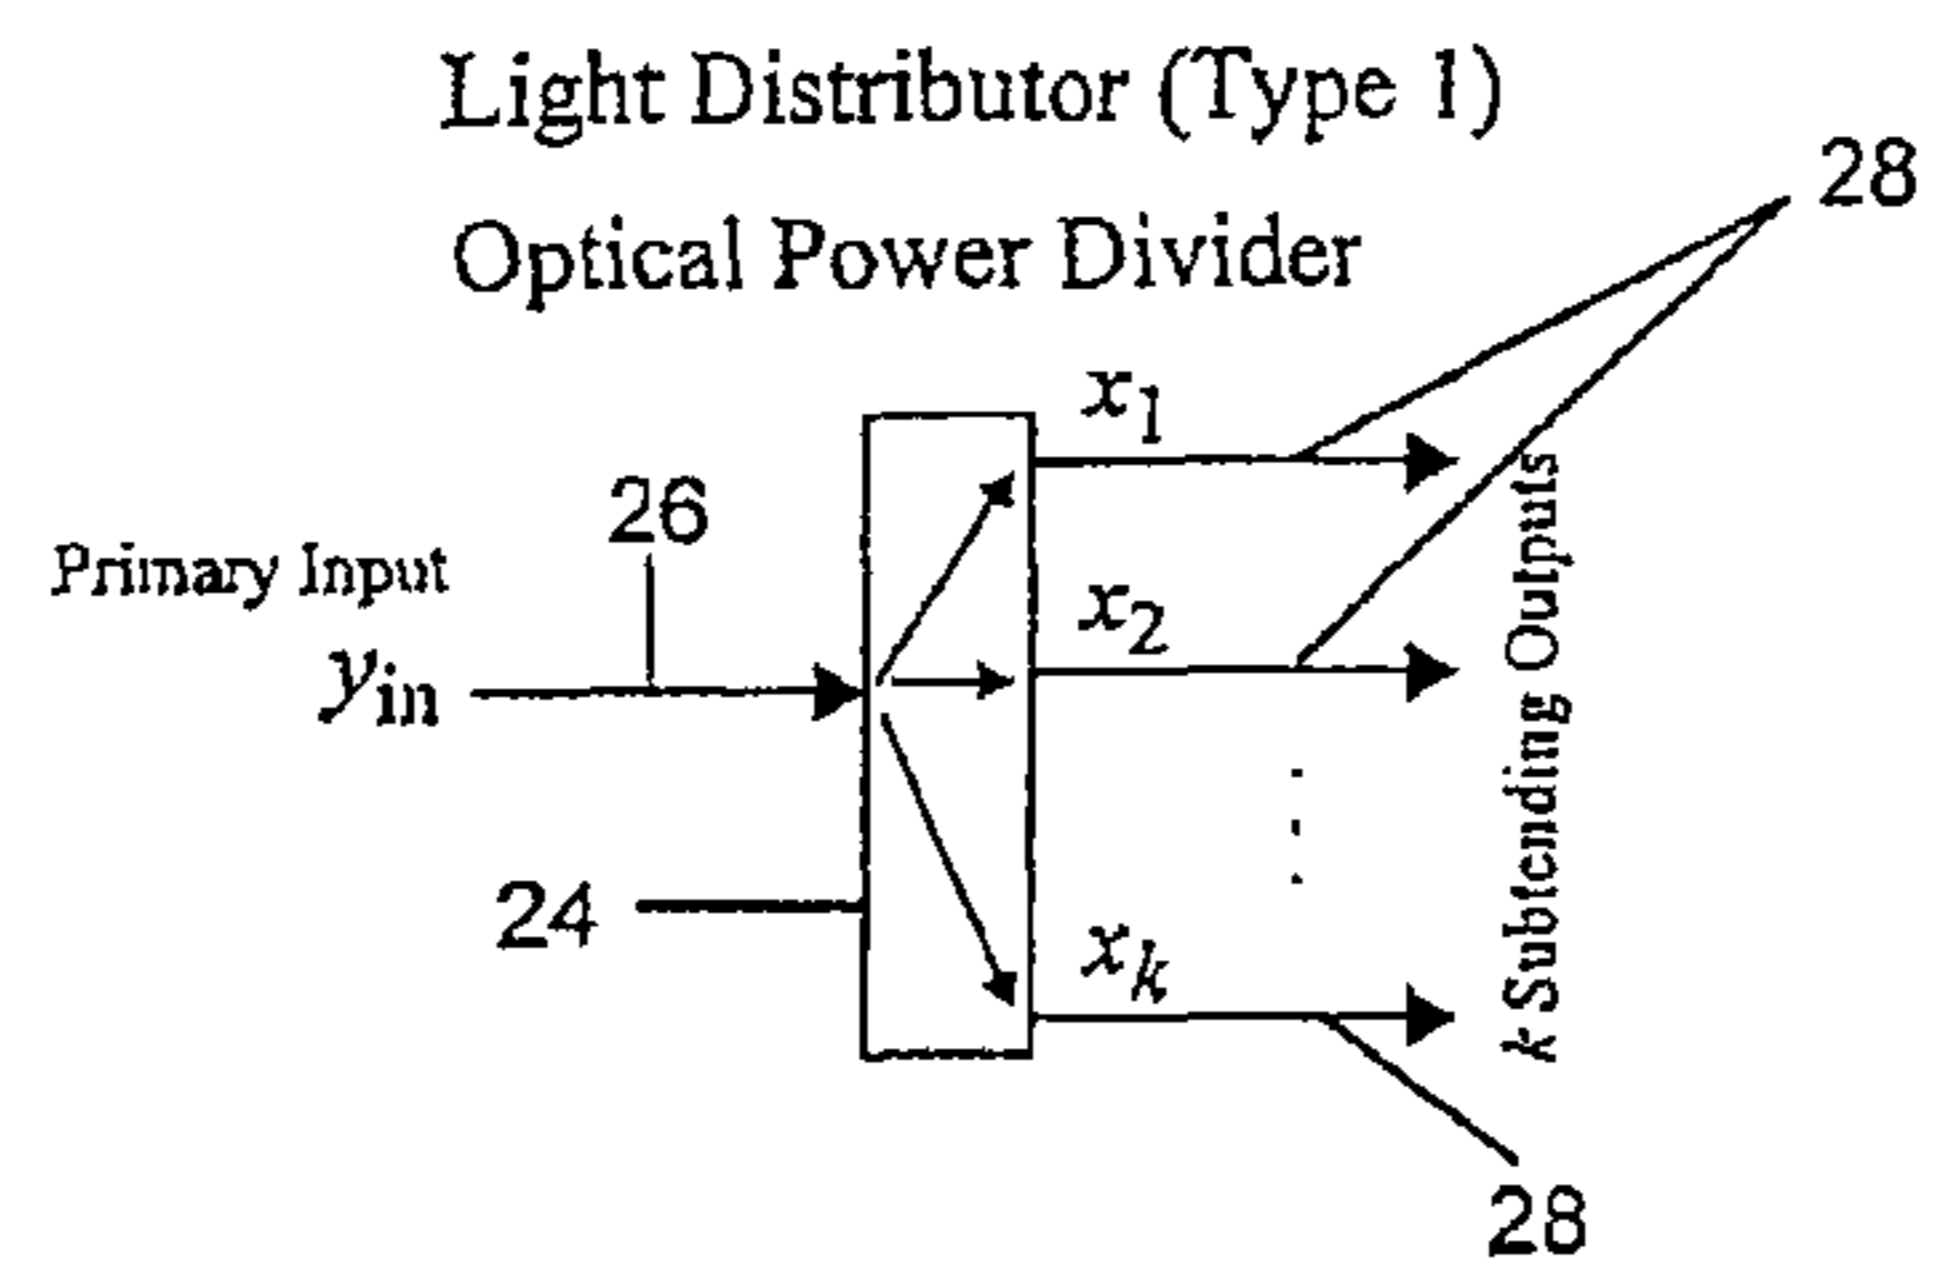 Light Distributor (Type 1)
Optical Power Divider
28
x1
26
Primary Input
yin
x2
24
xk
k Subtending Outputs
28